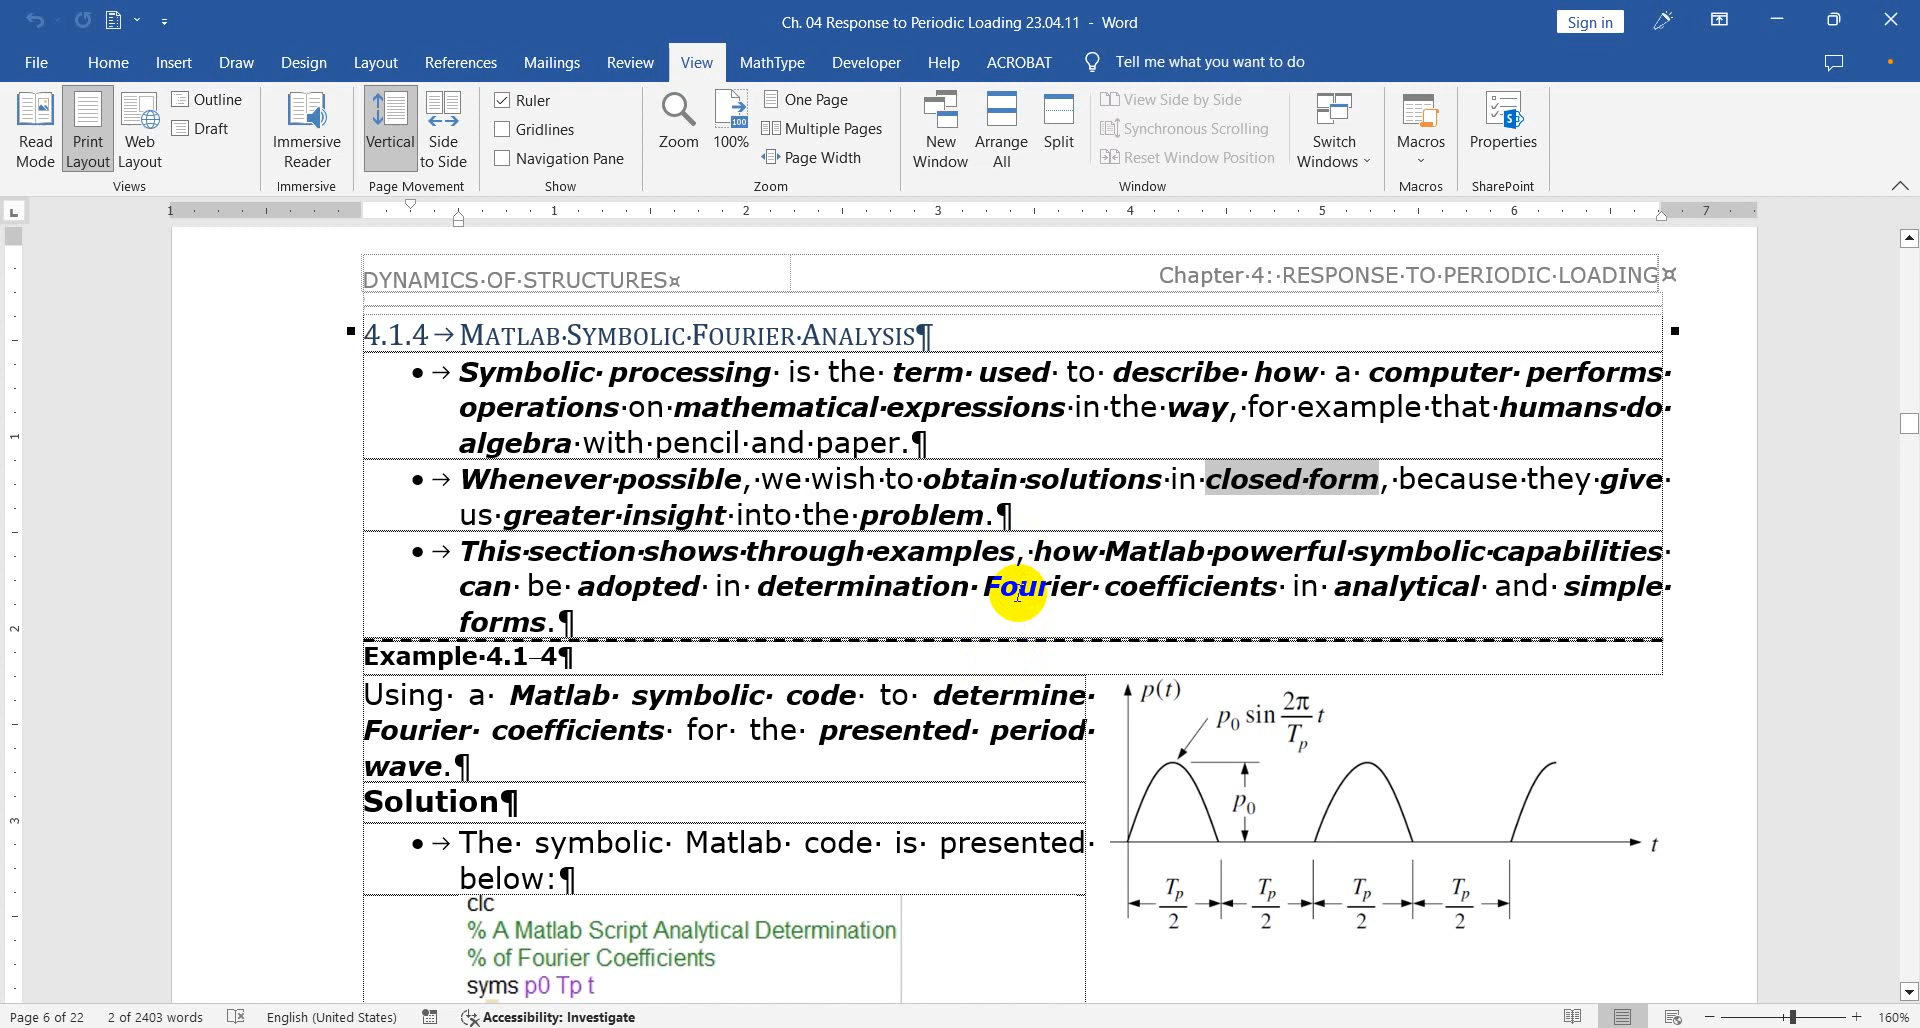 Ch. 04 Response to Periodic Loading 23.04.11 - Word
Sign in
File Home Insert Draw Design Layout References Mailings Review View MathType Developer Help ACROBAT Tell me what you want to do
Read Mode
Print Layout
Web Layout
Outline
Draft
Views
Immersive Reader
Immersive
Vertical
Side to Side
Page Movement
Ruler
Gridlines
Navigation Pane
Show
Zoom
100
100%
One Page
Multiple Pages
Page Width
Zoom
New Window
Arrange All
Split
View Side by Side
Synchronous Scrolling
Reset Window Position
Switch Windows
Window
Macros
Macros
Properties
SharePoint
L
1 1 2 3 4 5 6 7
DYNAMICS·OF·STRUCTURES¤
Chapter·4:·RESPONSE·TO·PERIODIC·LOADING¤
4.1.4→MATLAB·SYMBOLIC·FOURIER·ANALYSIS¶
•→Symbolic· processing· is· the· term· used· to· describe· how· a· computer· performs·
operations·on·mathematical·expressions·in·the·way,·for·example·that·humans·do·
algebra·with·pencil·and·paper.¶
•→Whenever·possible,·we·wish·to·obtain·solutions·in·closed·form,·because·they·give·
us·greater·insight·into·the·problem.¶
•→This·section·shows·through·examples,·how·Matlab·powerful·symbolic·capabilities·
can· be· adopted· in· determination· Fourier· coefficients· in· analytical· and· simple·
forms.¶
Example·4.1–4¶
Using· a· Matlab· symbolic· code· to· determine·
Fourier· coefficients· for· the· presented· period·
wave.¶
Solution¶
•→The· symbolic· Matlab· code· is· presented·
below:¶
clc
% A Matlab Script Analytical Determination
% of Fourier Coefficients
syms p0 Tp t
p(t)
p₀ sin 2π/Tₚ t
p₀
t
Tₚ/2 Tₚ/2 Tₚ/2 Tₚ/2
1
2
3
Page 6 of 22 2 of 2403 words English (United States) Accessibility: Investigate 160%